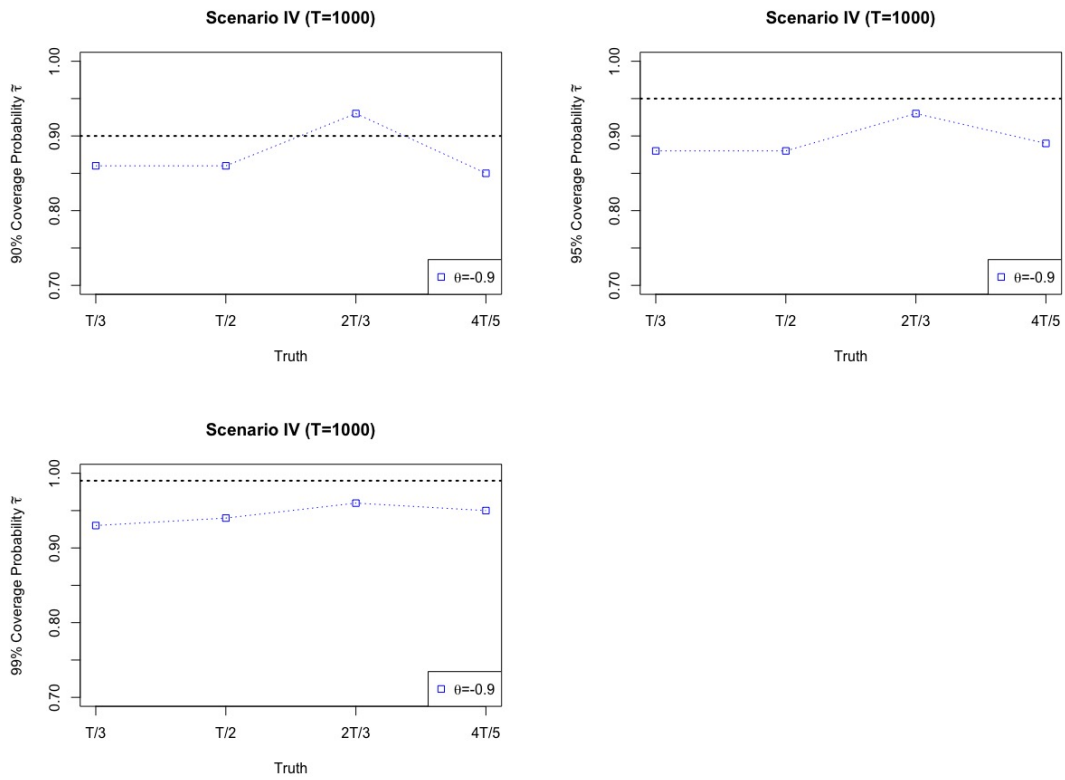 Scenario IV (T=1000)
90% Coverage Probability τ̃
1.00
0.90
0.80
0.70
θ=-0.9
T/3 T/2 2T/3 4T/5
Truth
Scenario IV (T=1000)
95% Coverage Probability τ̃
1.00
0.90
0.80
0.70
θ=-0.9
T/3 T/2 2T/3 4T/5
Truth
Scenario IV (T=1000)
99% Coverage Probability τ̃
1.00
0.90
0.80
0.70
θ=-0.9
T/3 T/2 2T/3 4T/5
Truth